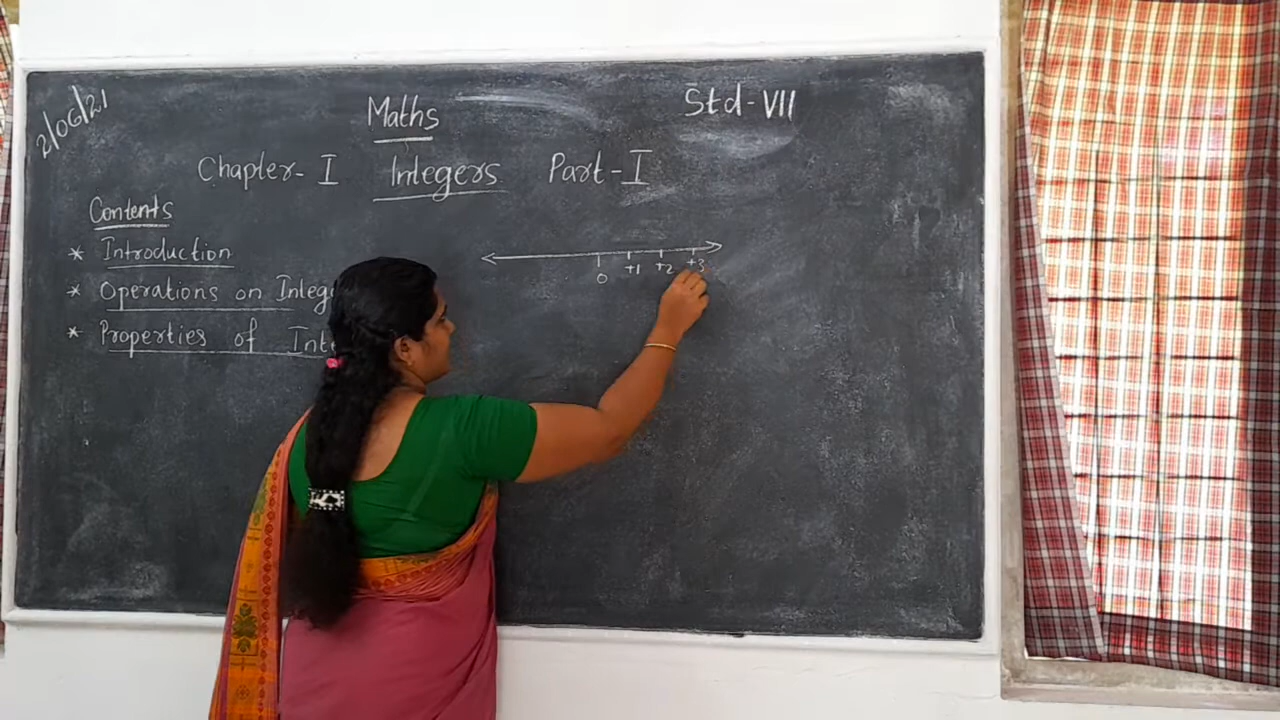 2/06/21
Maths
Std-VII
Chapter-I Integers Part-I
Contents
* Introduction
* Operations on Integ
* Properties of Inte
0 +1 +2 +3